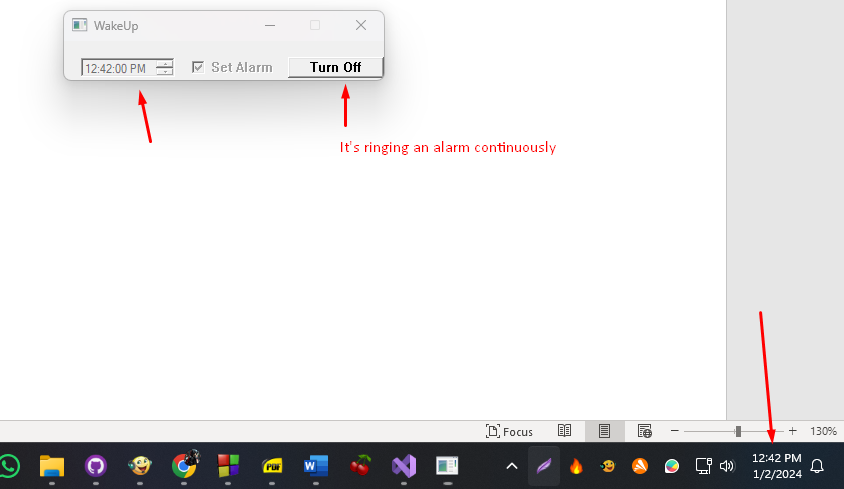 WakeUp
12:42:00 PM
Set Alarm
Turn Off
It's ringing an alarm continuously
Focus
130%
PDF
W
12:42 PM
1/2/2024